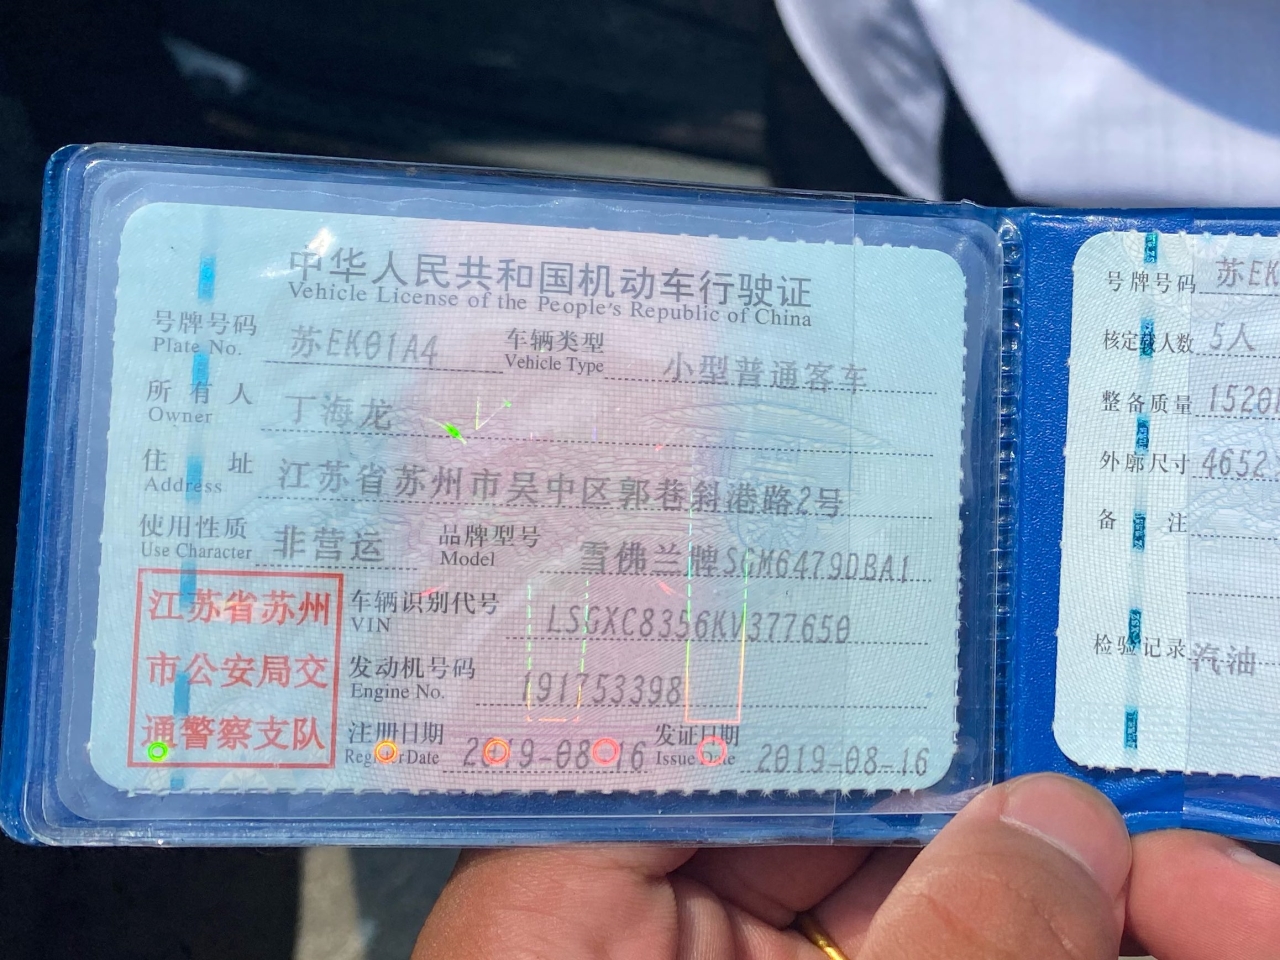 中华人民共和国机动车行驶证
Vehicle License of the People's Republic of China
号牌号码 苏EK01A4 车辆类型 小型普通客车
Plate No. Vehicle Type
所有人 丁海龙
Owner
住址 江苏省苏州市吴中区郭巷斜港路2号
Address
使用性质 非营运 品牌型号 雪佛兰牌SGM6479DBA1
Use Character Model
江苏省苏州
市公安局交
通警察支队
车辆识别代号 LSGXC8356KV377650
VIN
发动机号码 191753398
Engine No.
注册日期 2019-08-16 发证日期 2019-08-16
Register Date Issue Date
号牌号码 苏EK
核定载人数 5人
整备质量 1520
外廓尺寸 4652
备注
检验记录 汽油